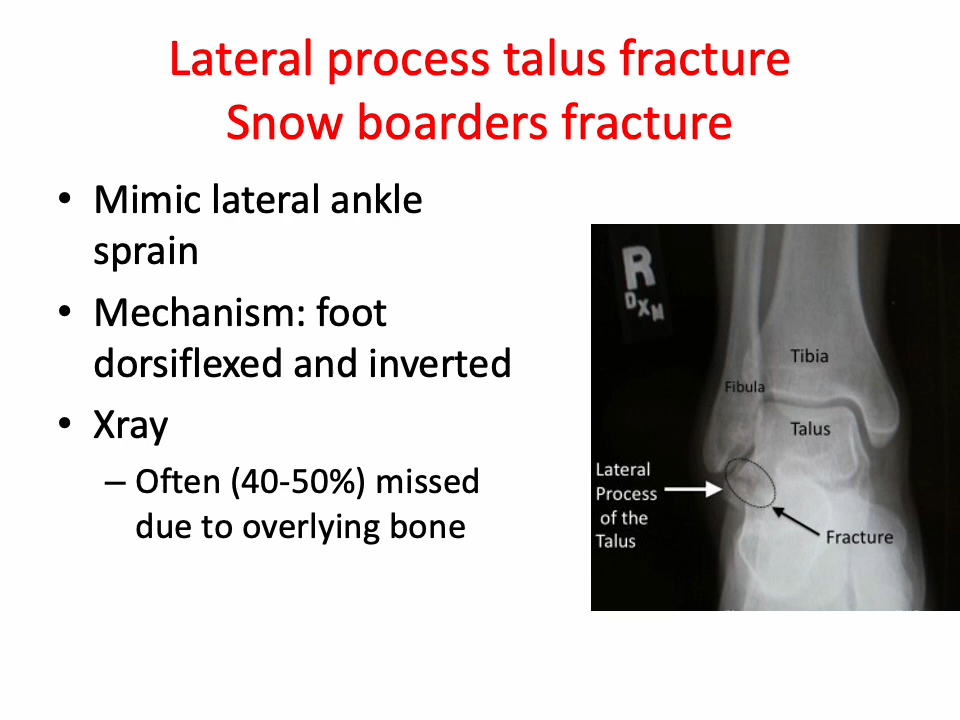 Lateral process talus fracture
Snow boarders fracture
• Mimic lateral ankle
sprain
• Mechanism: foot
dorsiflexed and inverted
• Xray
– Often (40-50%) missed
due to overlying bone
R
DXM
Tibia
Fibula
Talus
Lateral
Process
of the
Talus
Fracture